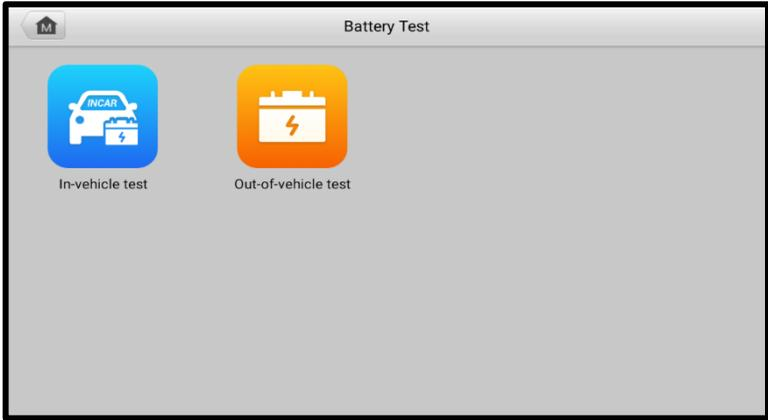 M
Battery Test
INCAR
In-vehicle test
Out-of-vehicle test